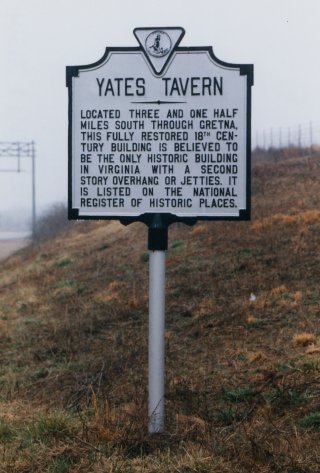 YATES TAVERN
LOCATED THREE AND ONE HALF
MILES SOUTH THROUGH GRETNA,
THIS FULLY RESTORED 18TH CEN-
TURY BUILDING IS BELIEVED TO
BE THE ONLY HISTORIC BUILDING
IN VIRGINIA WITH A SECOND
STORY OVERHANG OR JETTIES. IT
IS LISTED ON THE NATIONAL
REGISTER OF HISTORIC PLACES.